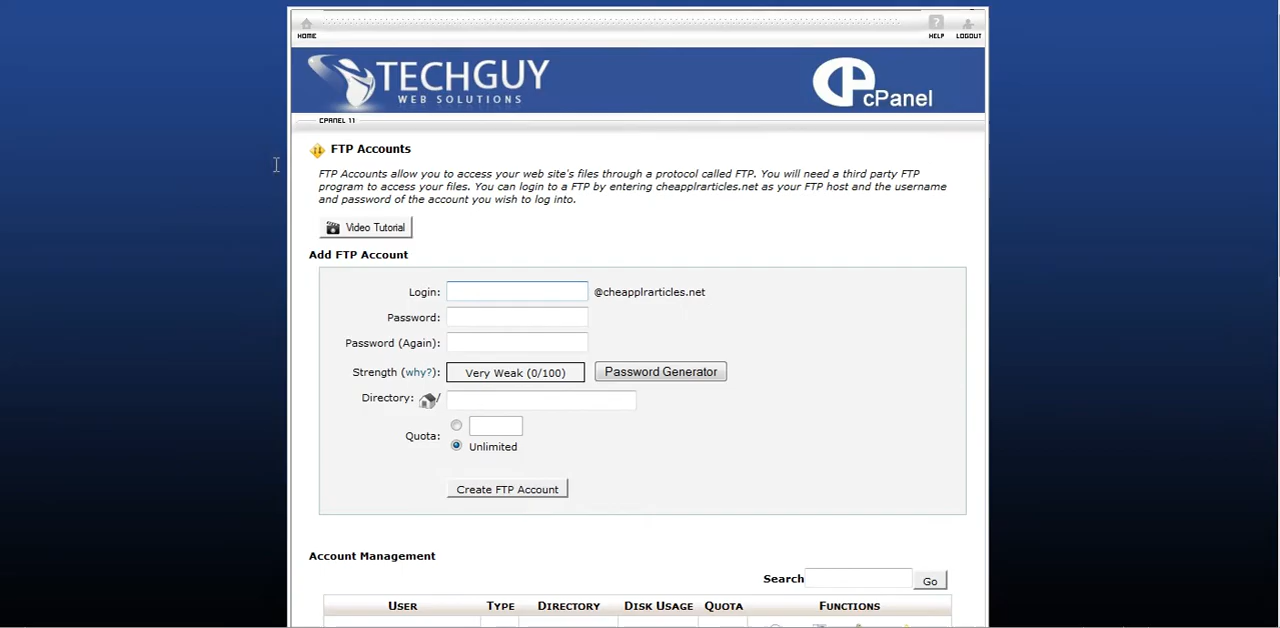 HOME
HELP LOGOUT
TECHGUY
WEB SOLUTIONS
cPanel
CPANEL 11
FTP Accounts
FTP Accounts allow you to access your web site's files through a protocol called FTP. You will need a third party FTP
program to access your files. You can login to a FTP by entering cheapplrarticles.net as your FTP host and the username
and password of the account you wish to log into.
Video Tutorial
Add FTP Account
Login: @cheapplrarticles.net
Password:
Password (Again):
Strength (why?): Very Weak (0/100) Password Generator
Directory: /
Quota:
Unlimited
Create FTP Account
Account Management
Search Go
USER TYPE DIRECTORY DISK USAGE QUOTA FUNCTIONS